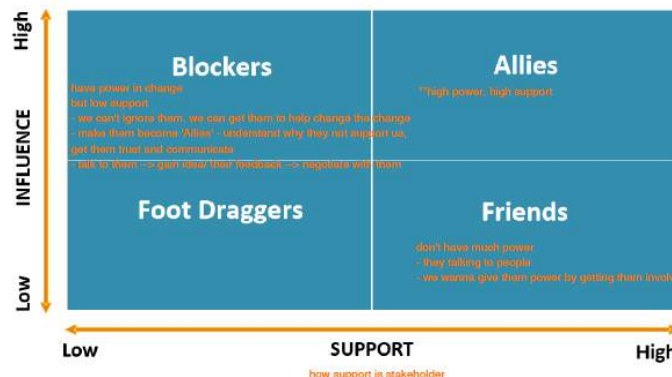 High
Blockers
Allies
have power in change
but low support
- we can't ignore them. we can get them to help change the change
- make them become 'Allies' - understand why they not support us,
get them trust and communicate
- talk to them --> gain idea/ their feedback --> negotiate with them
**high power, high support
INFLUENCE
Foot Draggers
Friends
don't have much power
- they talking to people
- we wanna give them power by getting them involv
Low
Low
SUPPORT
High
how support is stakeholder